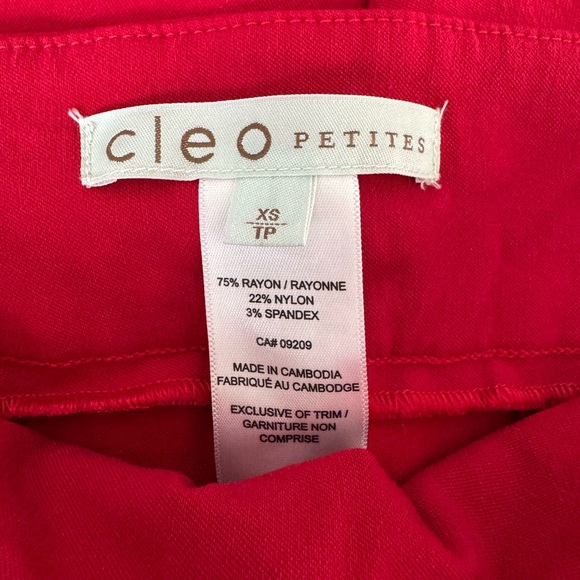 cleo PETITES
XS
TP
75% RAYON / RAYONNE
22% NYLON
3% SPANDEX
CA# 09209
MADE IN CAMBODIA
FABRIQUÉ AU CAMBODGE
EXCLUSIVE OF TRIM /
GARNITURE NON
COMPRISE